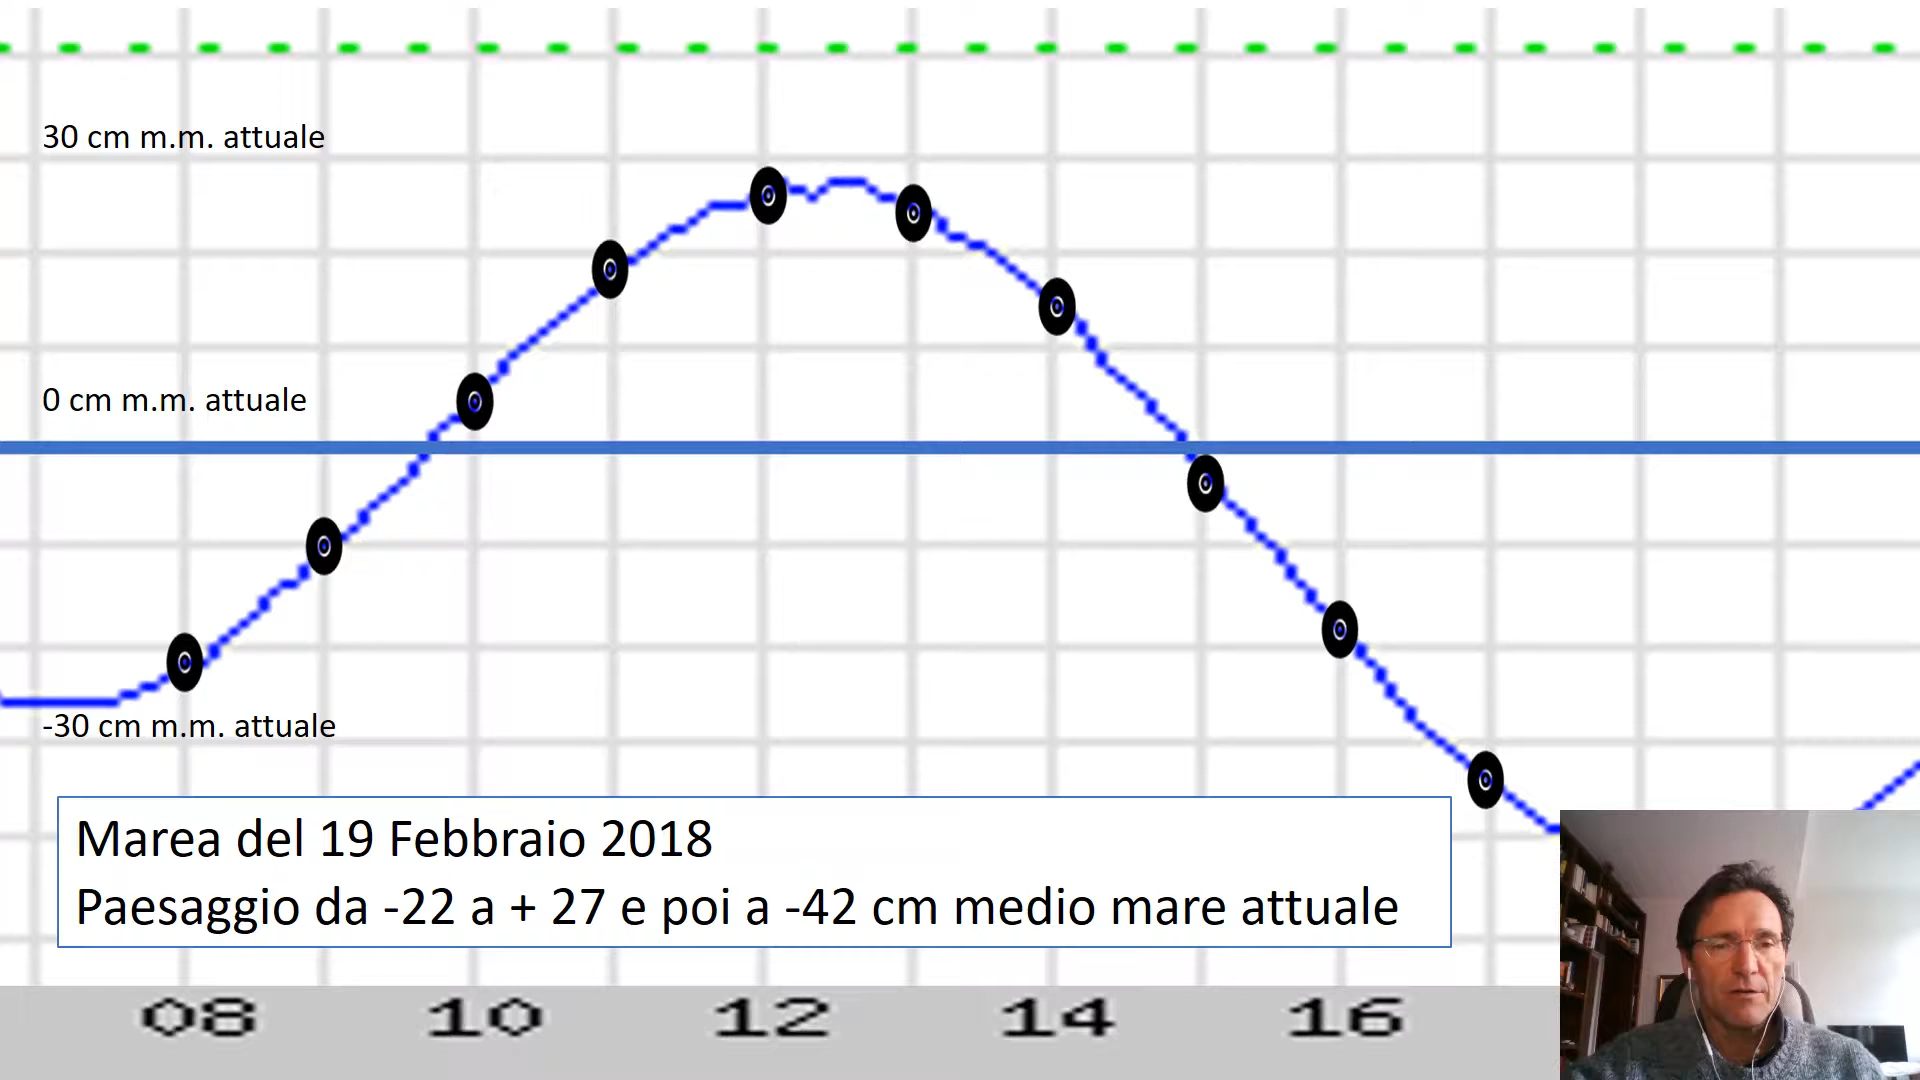 30 cm m.m. attuale
0 cm m.m. attuale
-30 cm m.m. attuale
Marea del 19 Febbraio 2018
Paesaggio da -22 a + 27 e poi a -42 cm medio mare attuale
08 10 12 14 16